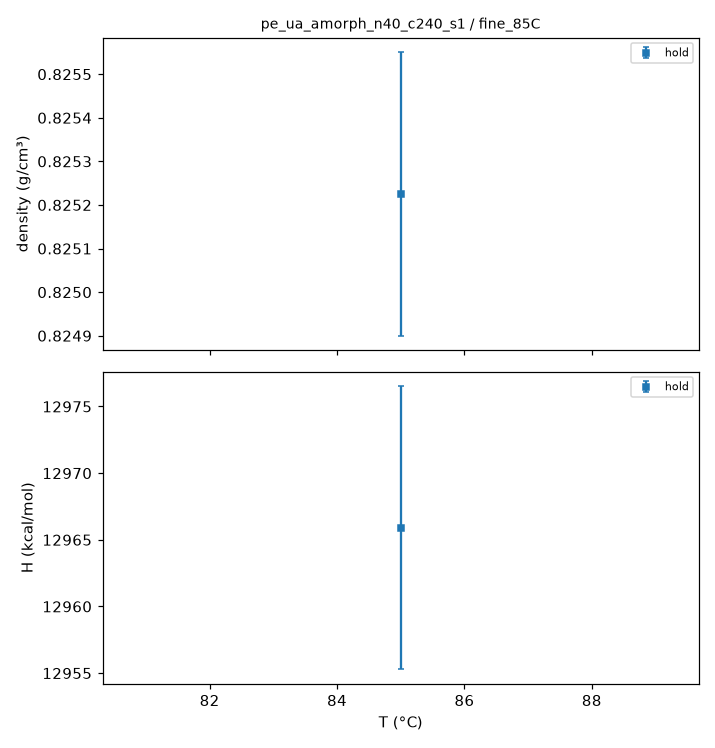 pe_ua_amorph_n40_c240_s1 / fine_85C
hold
0.8255
0.8254
0.8253
0.8252
0.8251
0.8250
0.8249
density (g/cm³)
hold
12975
12970
12965
12960
12955
H (kcal/mol)
82 84 86 88
T (°C)